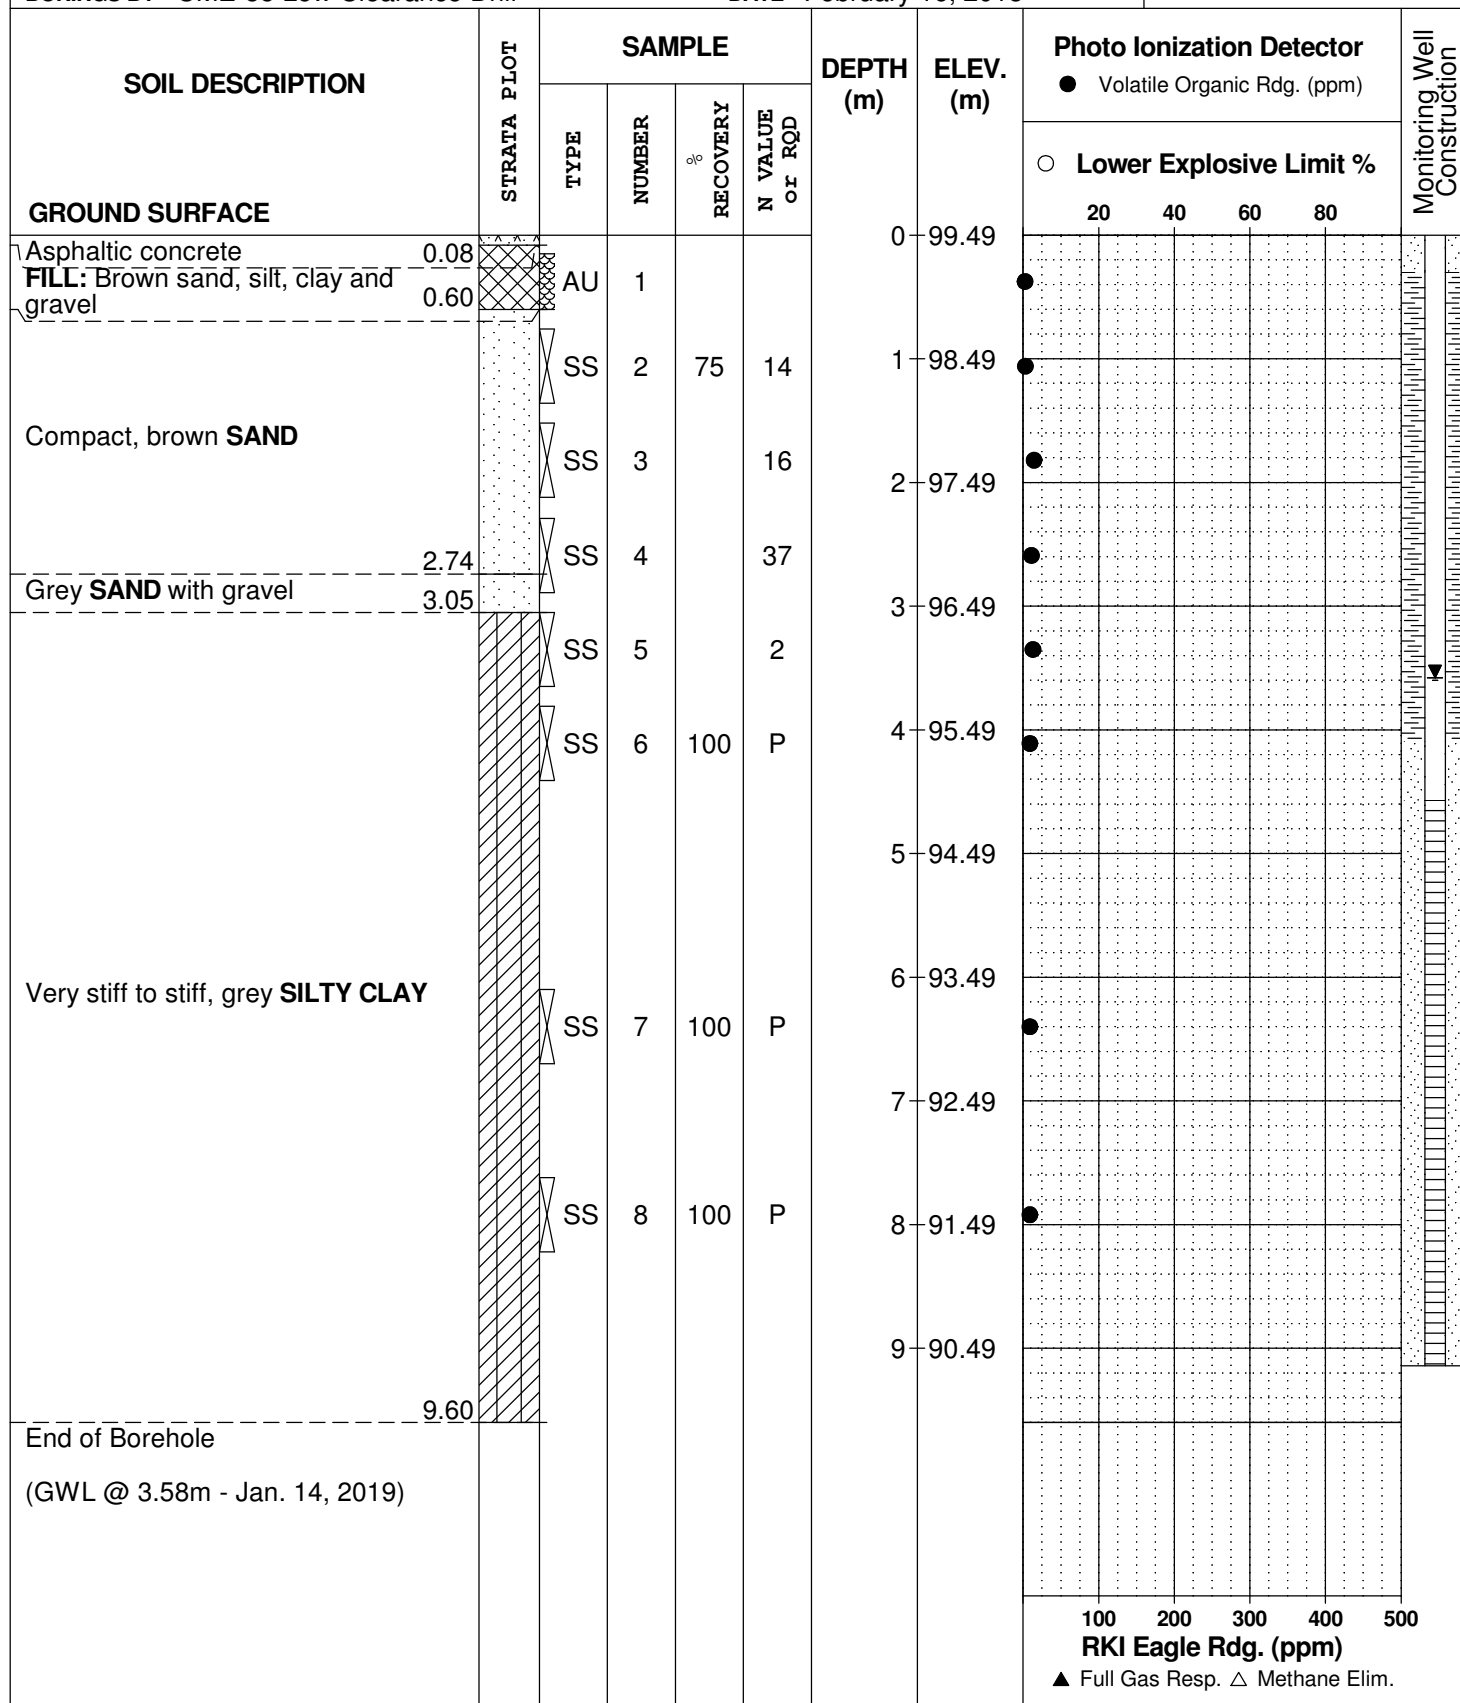 SOIL DESCRIPTION
GROUND SURFACE
STRATA PLOT
SAMPLE
TYPE
NUMBER
% RECOVERY
N VALUE or RQD
DEPTH (m)
ELEV. (m)
Photo Ionization Detector
● Volatile Organic Rdg. (ppm)
○ Lower Explosive Limit %
20 40 60 80
Monitoring Well Construction
0 99.49
Asphaltic concrete 0.08
FILL: Brown sand, silt, clay and gravel 0.60
AU 1
SS 2 75 14
1 98.49
Compact, brown SAND
SS 3 16
2 97.49
2.74
SS 4 37
Grey SAND with gravel 3.05
3 96.49
SS 5 2
4 95.49
SS 6 100 P
5 94.49
6 93.49
Very stiff to stiff, grey SILTY CLAY
SS 7 100 P
7 92.49
SS 8 100 P
8 91.49
9 90.49
9.60
End of Borehole
(GWL @ 3.58m - Jan. 14, 2019)
100 200 300 400 500
RKI Eagle Rdg. (ppm)
▲ Full Gas Resp. △ Methane Elim.